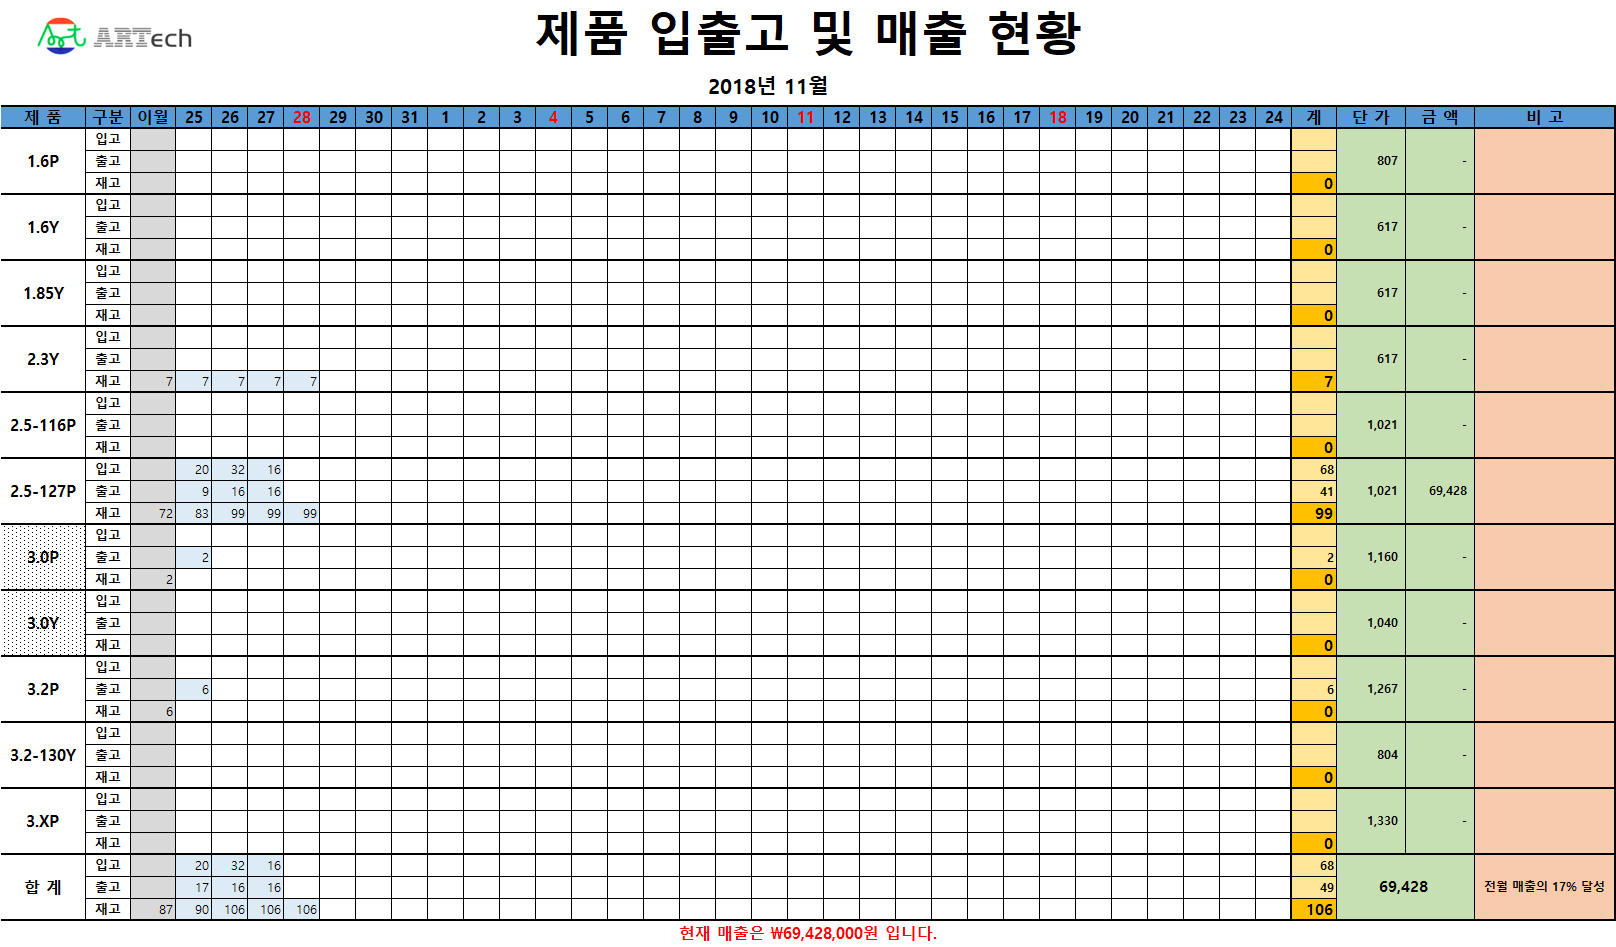 ARTech
제품 입출고 및 매출 현황
2018년 11월
제 품 구분 이월 25 26 27 28 29 30 31 1 2 3 4 5 6 7 8 9 10 11 12 13 14 15 16 17 18 19 20 21 22 23 24 계 단 가 금 액 비 고
입고
1.6P 출고 807 -
재고 0
입고
1.6Y 출고 617 -
재고 0
입고
1.85Y 출고 617 -
재고 0
입고
2.3Y 출고 617 -
재고 7 7 7 7 7 7
입고
2.5-116P 출고 1,021 -
재고 0
입고 20 32 16 68
2.5-127P 출고 9 16 16 41 1,021 69,428
재고 72 83 99 99 99 99
입고
3.0P 출고 2 2 1,160 -
재고 2 0
입고
3.0Y 출고 1,040 -
재고 0
입고
3.2P 출고 6 6 1,267 -
재고 6 0
입고
3.2-130Y 출고 804 -
재고 0
입고
3.XP 출고 1,330 -
재고 0
입고 20 32 16 68
합 계 출고 17 16 16 49 69,428 전월 매출의 17% 달성
재고 87 90 106 106 106 106
현재 매출은 ₩69,428,000원 입니다.